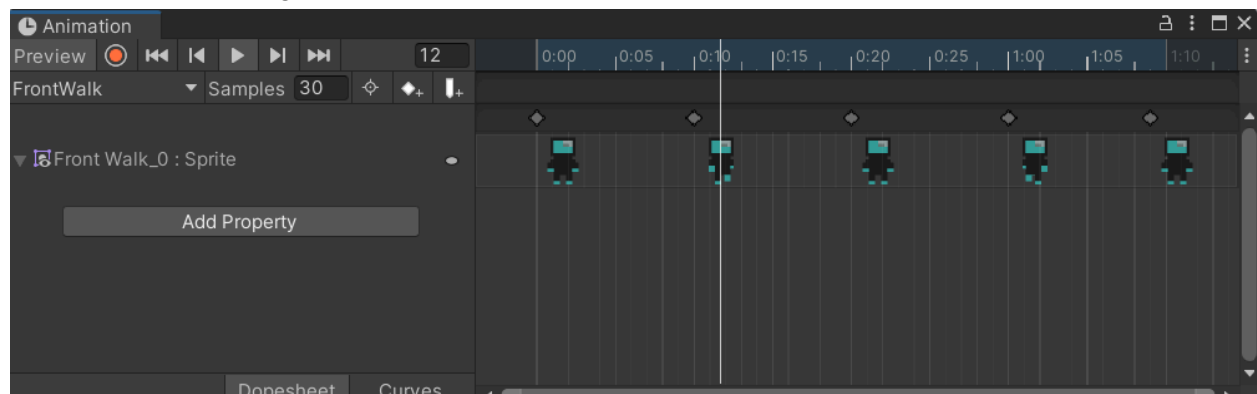 Animation
Preview 12 0:00 0:05 0:10 0:15 0:20 0:25 1:00 1:05 1:10
FrontWalk Samples 30
Front Walk_0 : Sprite
Add Property
Dopesheet Curves